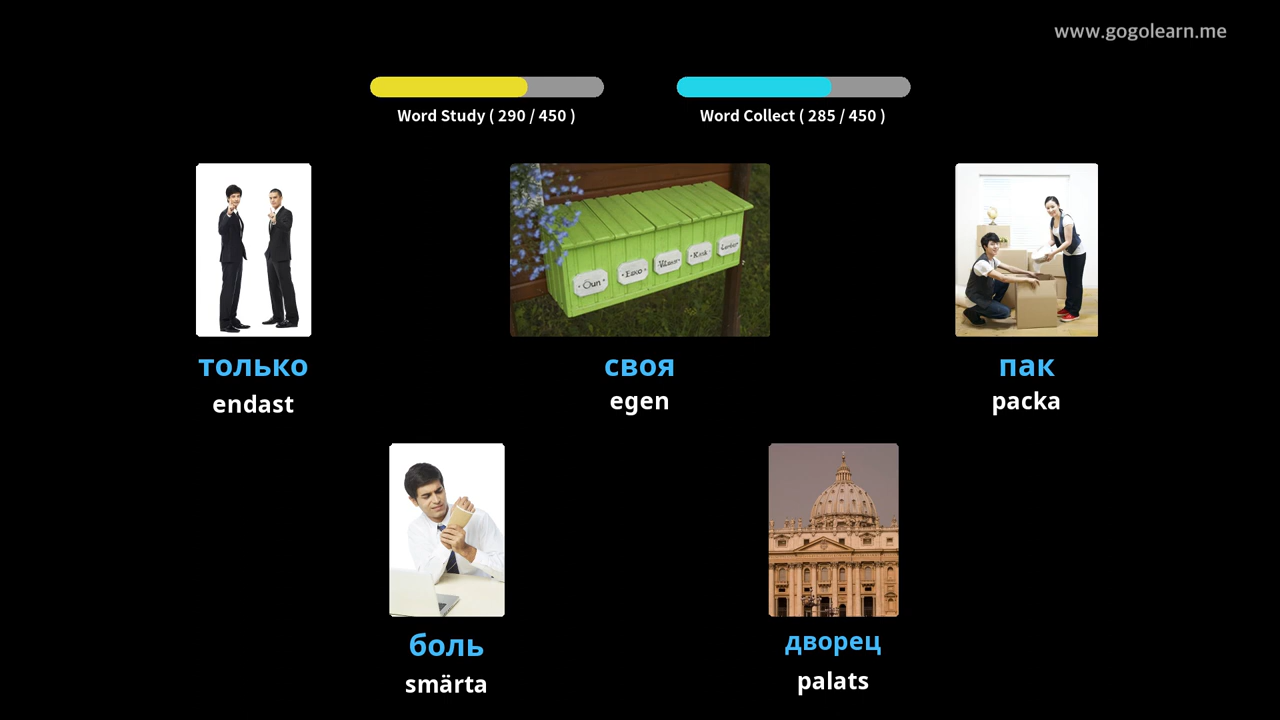 www.gogolearn.me
Word Study ( 290 / 450 )
Word Collect ( 285 / 450 )
только
endast
своя
egen
пак
packa
боль
smärta
дворец
palats